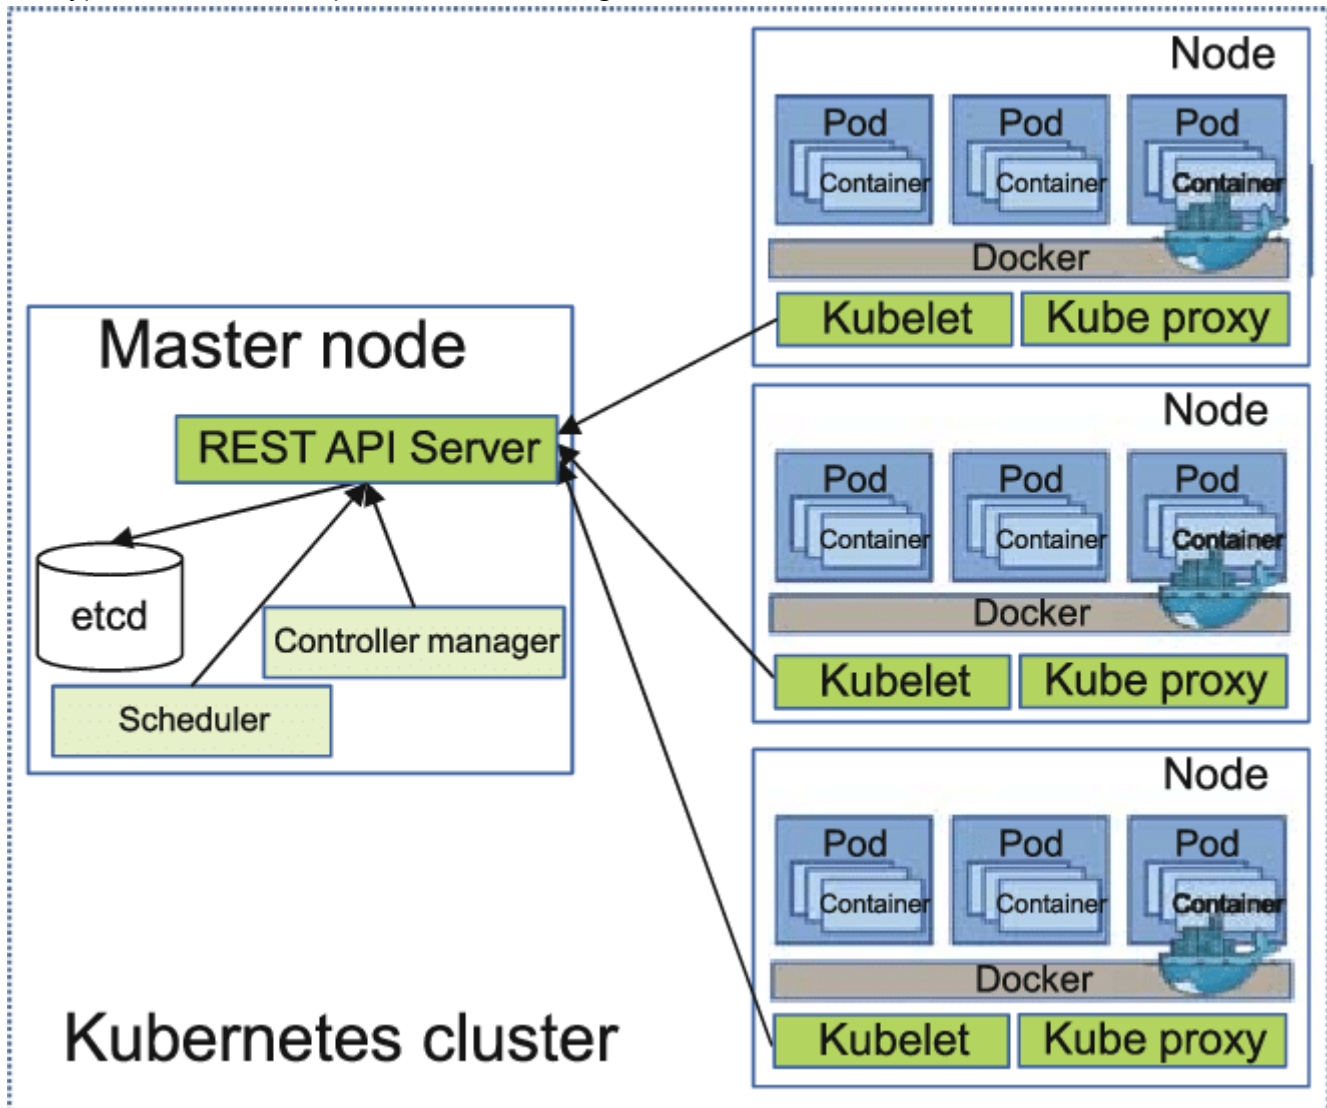 Node
Pod Pod Pod
Container Container Container
Docker
Kubelet Kube proxy
Master node
REST API Server
etcd
Controller manager
Scheduler
Node
Pod Pod Pod
Container Container Container
Docker
Kubelet Kube proxy
Node
Pod Pod Pod
Container Container Container
Docker
Kubelet Kube proxy
Kubernetes cluster